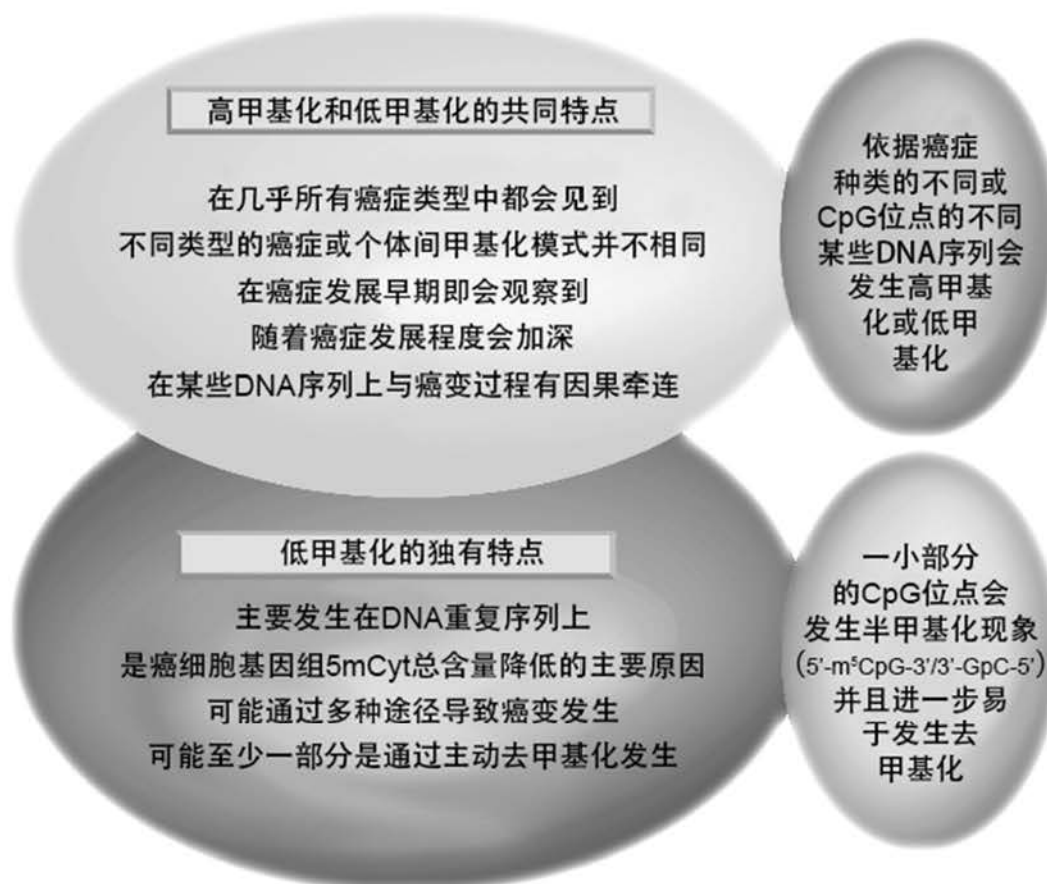 高甲基化和低甲基化的共同特点
在几乎所有癌症类型中都会见到
不同类型的癌症或个体间甲基化模式并不相同
在癌症发展早期即会观察到
随着癌症发展程度会加深
在某些DNA序列上与癌变过程有因果牵连
依据癌症
种类的不同或
CpG位点的不同
某些DNA序列会
发生高甲基
化或低甲
基化
低甲基化的独有特点
主要发生在DNA重复序列上
是癌细胞基因组5mCyt总含量降低的主要原因
可能通过多种途径导致癌变发生
可能至少一部分是通过主动去甲基化发生
一小部分
的CpG位点会
发生半甲基化现象
(5'-m⁵CpG-3'/3'-GpC-5')
并且进一步易
于发生去
甲基化